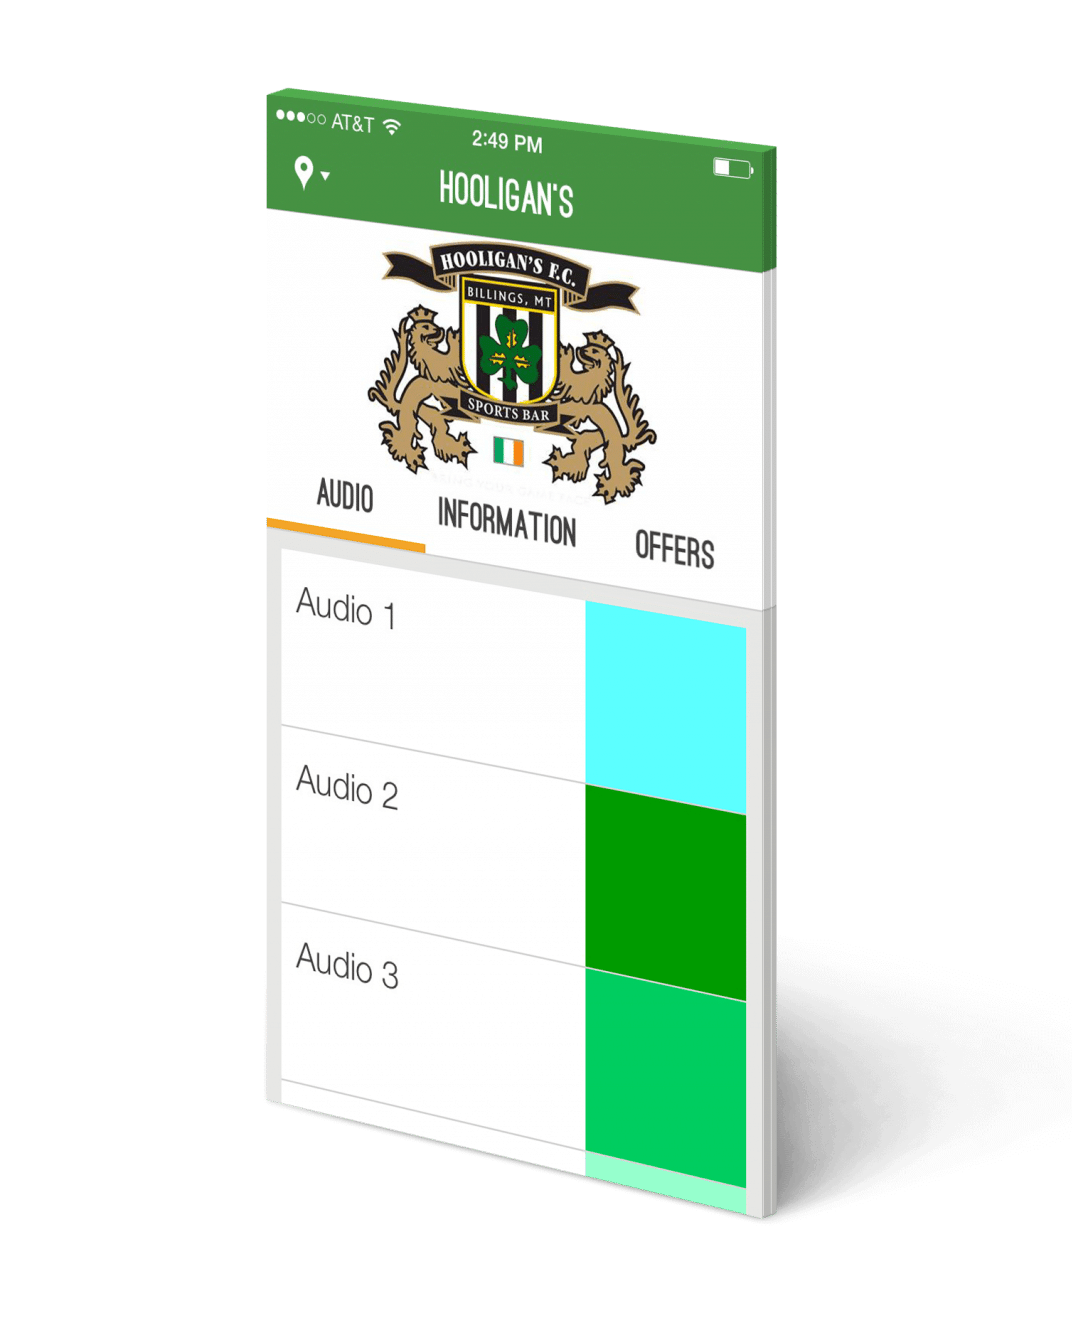 AT&T
2:49 PM
HOOLIGAN'S
HOOLIGAN'S F.C.
BILLINGS, MT
SPORTS BAR
AUDIO
INFORMATION
OFFERS
Audio 1
Audio 2
Audio 3